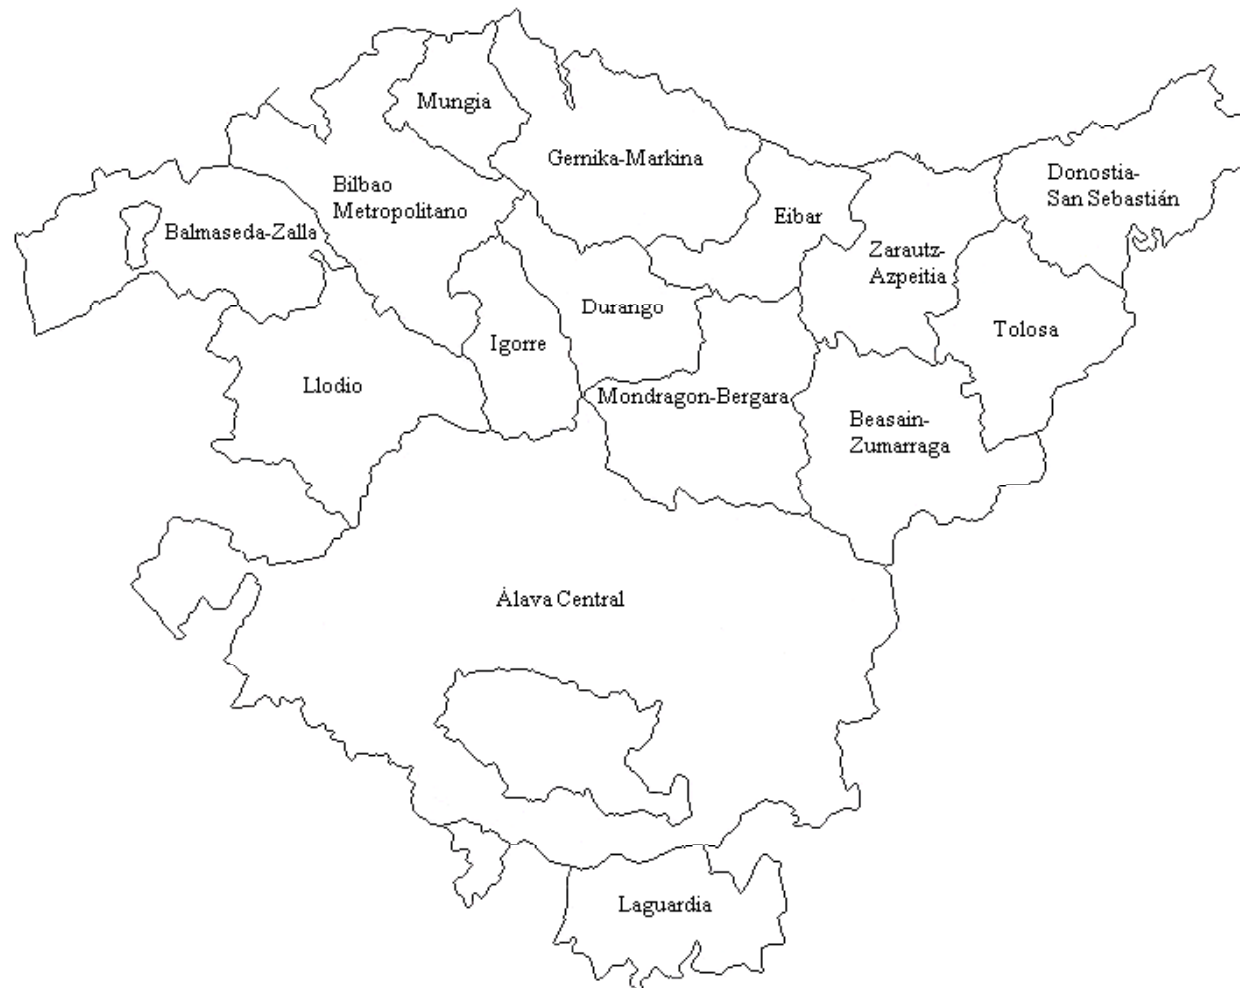 Mungia
Gernika-Markina
Donostia-
San Sebastián
Bilbao
Metropolitano
Eibar
Balmaseda-Zalla
Zarautz-
Azpeitia
Durango
Tolosa
Igorre
Llodio
Mondragon-Bergara
Beasain-
Zumarraga
Álava Central
Laguardia